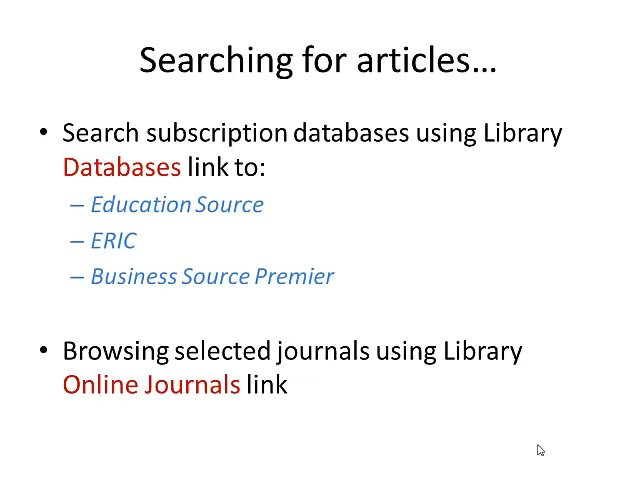 Searching for articles…
• Search subscription databases using Library
Databases link to:
– Education Source
– ERIC
– Business Source Premier
• Browsing selected journals using Library
Online Journals link